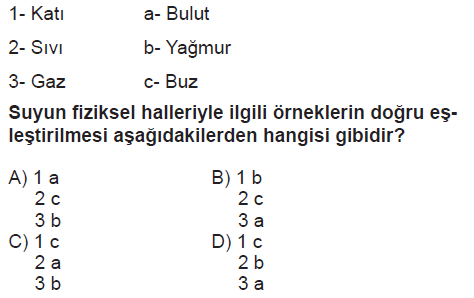 1- Katı a- Bulut
2- Sıvı b- Yağmur
3- Gaz c- Buz
Suyun fiziksel halleriyle ilgili örneklerin doğru eş-
leştirilmesi aşağıdakilerden hangisi gibidir?
A) 1 a B) 1 b
2 c 2 c
3 b 3 a
C) 1 c D) 1 c
2 a 2 b
3 b 3 a